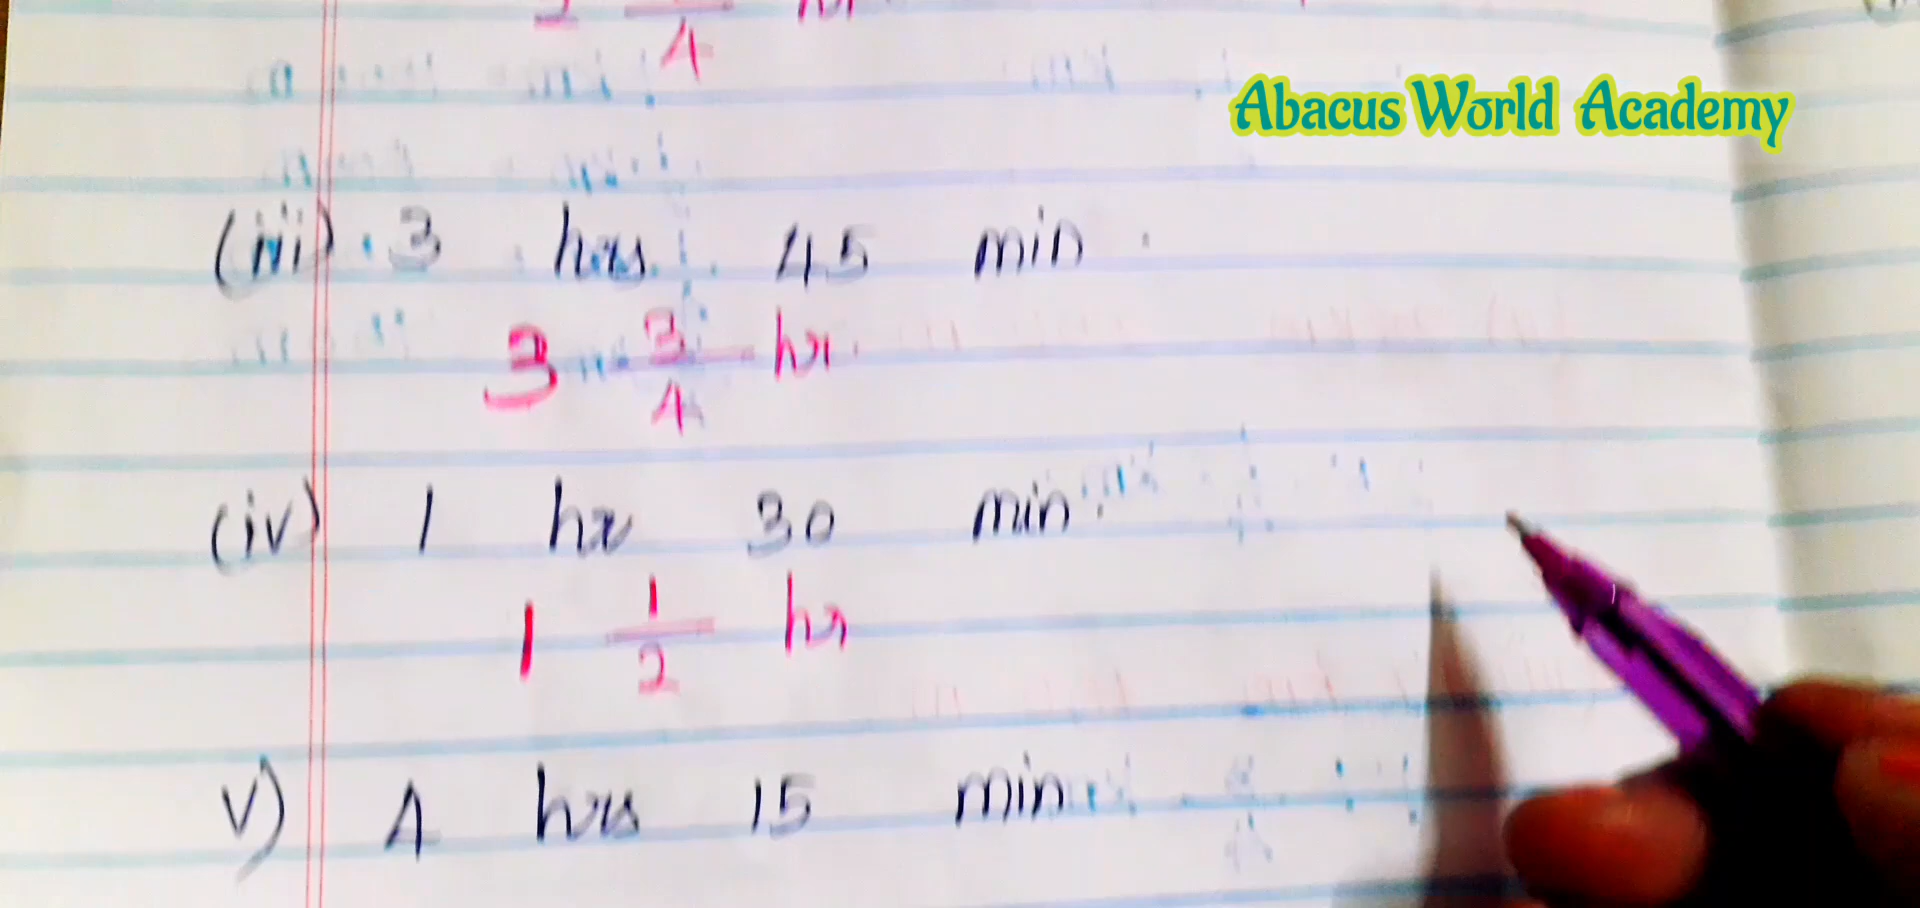 4
Abacus World Academy
(iii) 3 hrs 45 min.
3 3/4 hr.
(iv) 1 hr 30 min.
1 1/2 hr
v) 4 hrs 15 min.